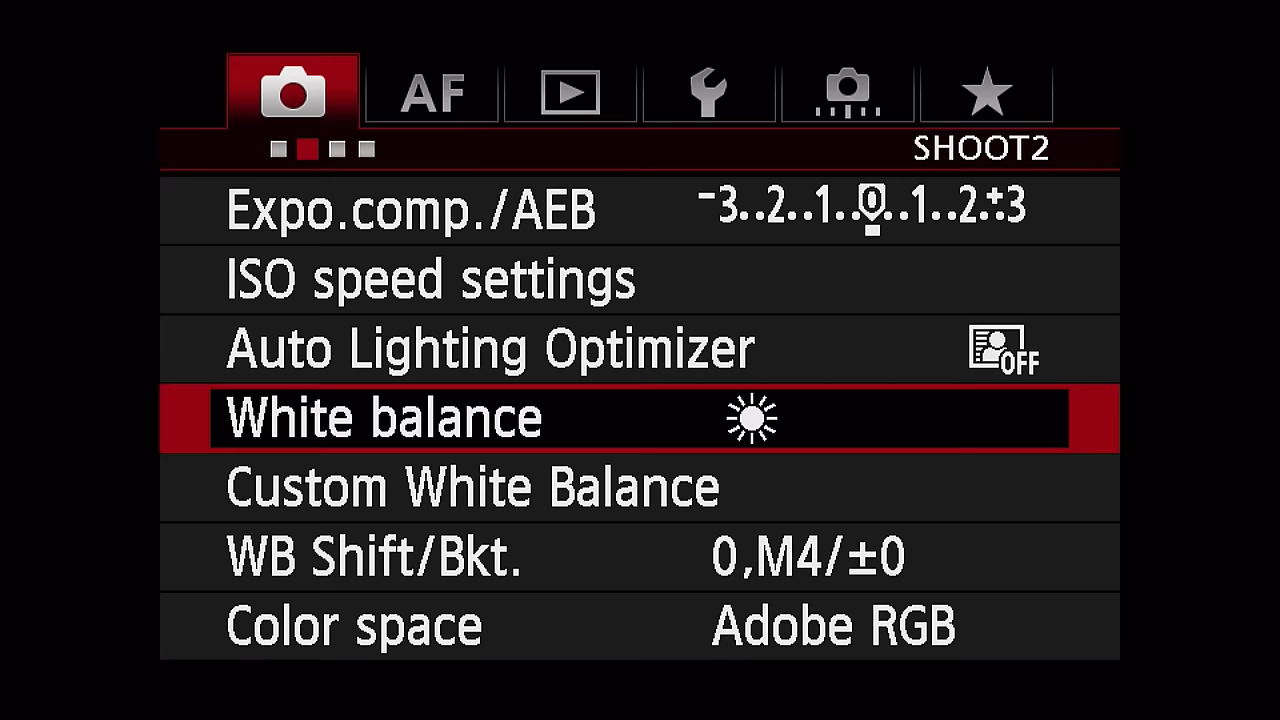 AF
SHOOT2
Expo.comp./AEB -3..2..1..0..1..2..+3
ISO speed settings
Auto Lighting Optimizer OFF
White balance
Custom White Balance
WB Shift/Bkt. 0,M4/±0
Color space Adobe RGB